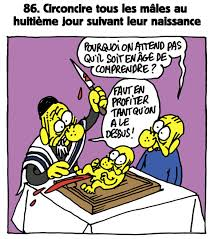 86. Circoncire tous les mâles au
huitième jour suivant leur naissance
POURQUOI ON ATTEND PAS
QU'IL SOIT EN ÂGE DE
COMPRENDRE ?
FAUT EN
PROFITER
TANT QU'ON
A LE
DESSUS !